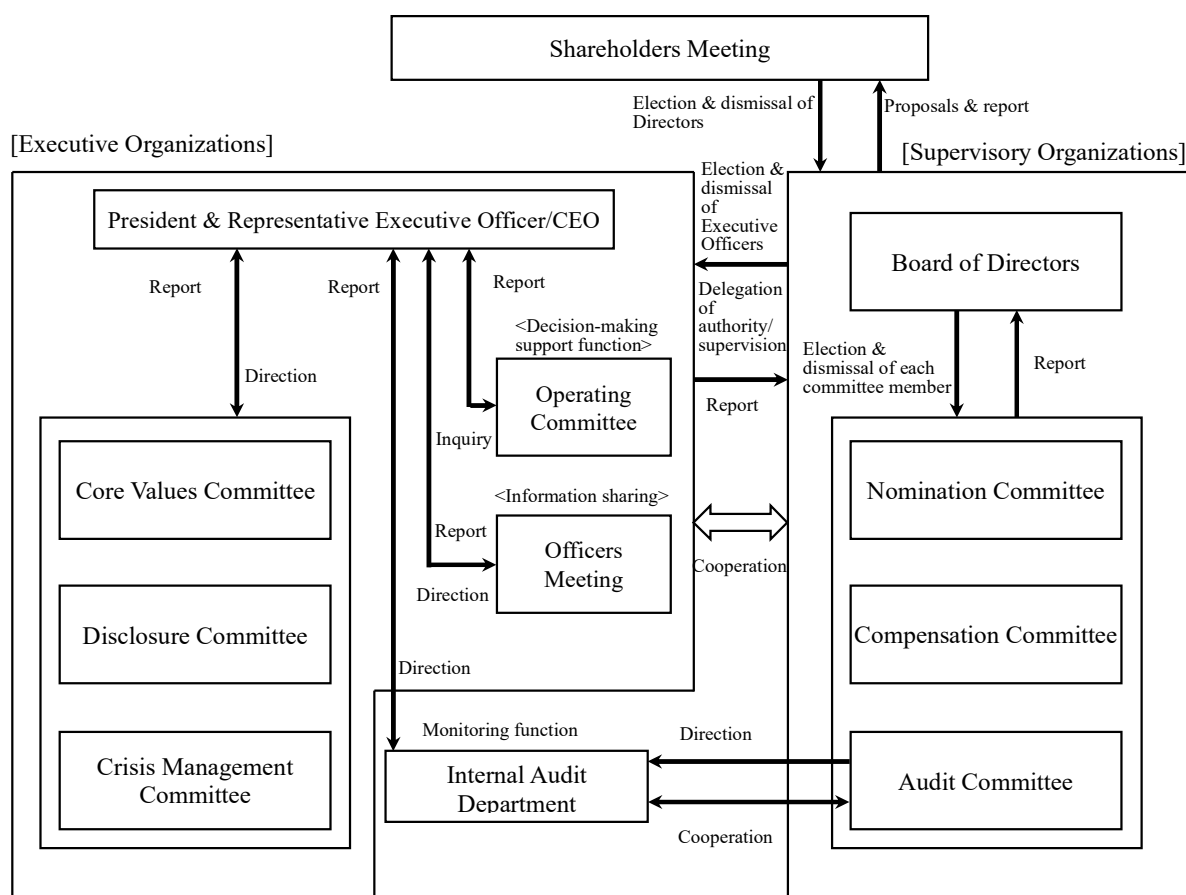 Shareholders Meeting
Election & dismissal of
Directors
Proposals & report
[Executive Organizations]
[Supervisory Organizations]
President & Representative Executive Officer/CEO
Election &
dismissal
of
Executive
Officers
Board of Directors
Report
Report
Report
Delegation
of
authority/
supervision
<Decision-making
support function>
Direction
Operating
Committee
Inquiry
Report
Election &
dismissal of each
committee member
Report
Core Values Committee
<Information sharing>
Report
Officers
Meeting
Direction
Cooperation
Nomination Committee
Disclosure Committee
Compensation Committee
Direction
Monitoring function
Direction
Crisis Management
Committee
Internal Audit
Department
Audit Committee
Cooperation